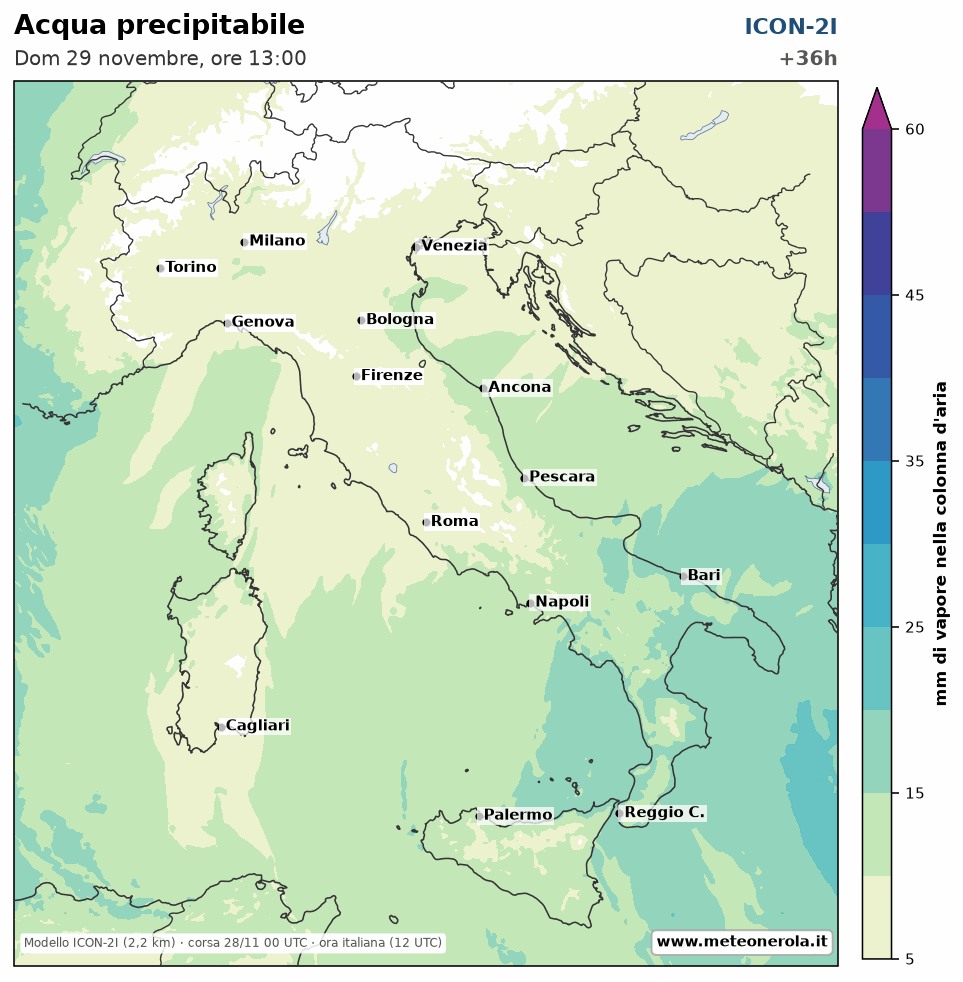 Acqua precipitabile
ICON-2I
Dom 29 novembre, ore 13:00
+36h
60
45
35
25
15
5
mm di vapore nella colonna d'aria
Milano
Venezia
Torino
Genova
Bologna
Firenze
Ancona
Pescara
Roma
Bari
Napoli
Cagliari
Palermo
Reggio C.
Modello ICON-2I (2,2 km) · corsa 28/11 00 UTC · ora italiana (12 UTC)
www.meteonerola.it